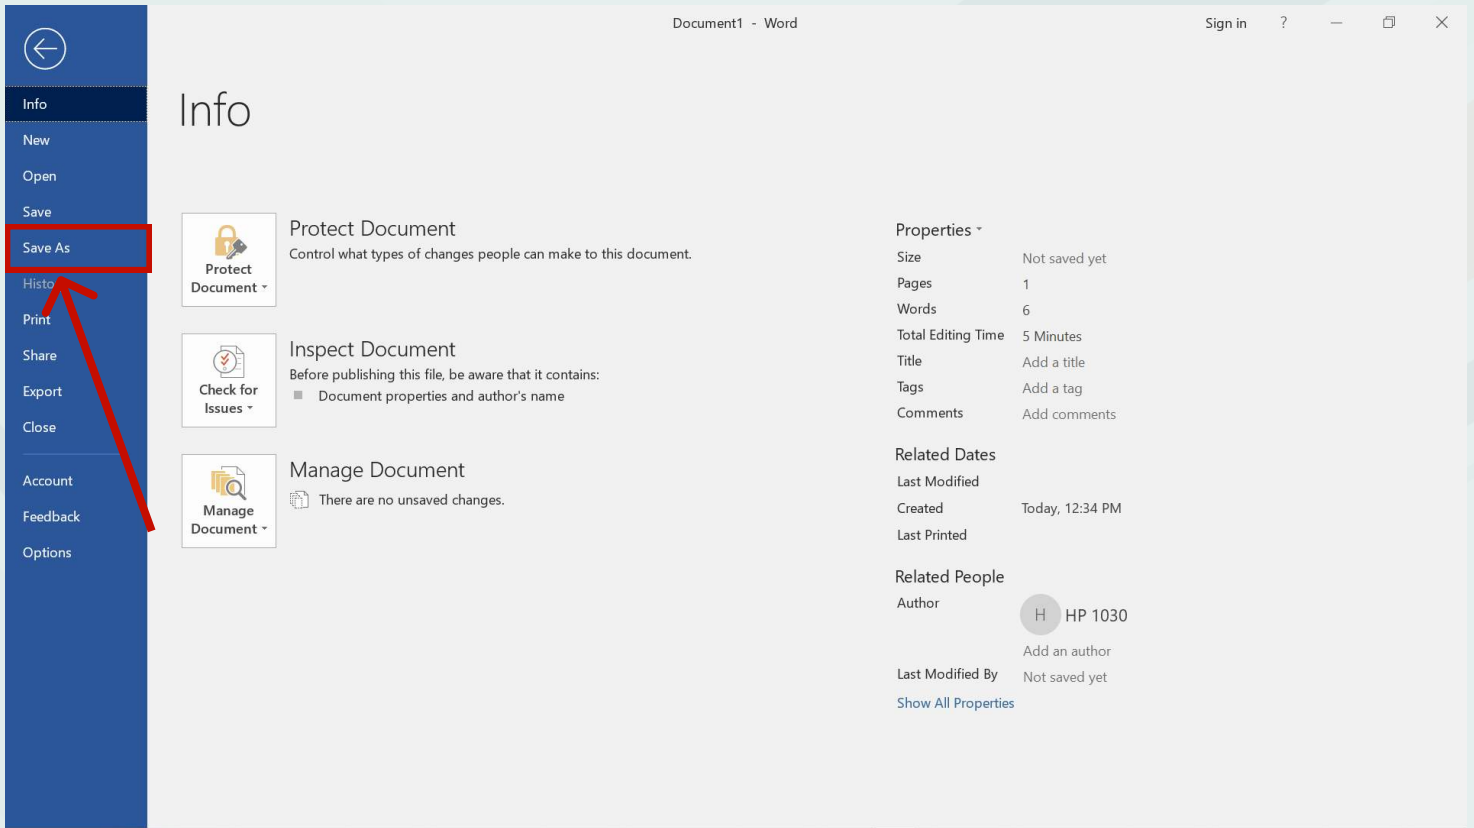 Document1 - Word
Sign in ?
Info
New
Open
Save
Save As
Print
Share
Export
Close
Account
Feedback
Options
Info
Protect Document
Protect Document
Control what types of changes people can make to this document.
Check for Issues
Inspect Document
Before publishing this file, be aware that it contains:
Document properties and author's name
Manage Document
Manage Document
There are no unsaved changes.
Properties
Size Not saved yet
Pages 1
Words 6
Total Editing Time 5 Minutes
Title Add a title
Tags Add a tag
Comments Add comments
Related Dates
Last Modified
Created Today, 12:34 PM
Last Printed
Related People
Author
H HP 1030
Add an author
Last Modified By Not saved yet
Show All Properties